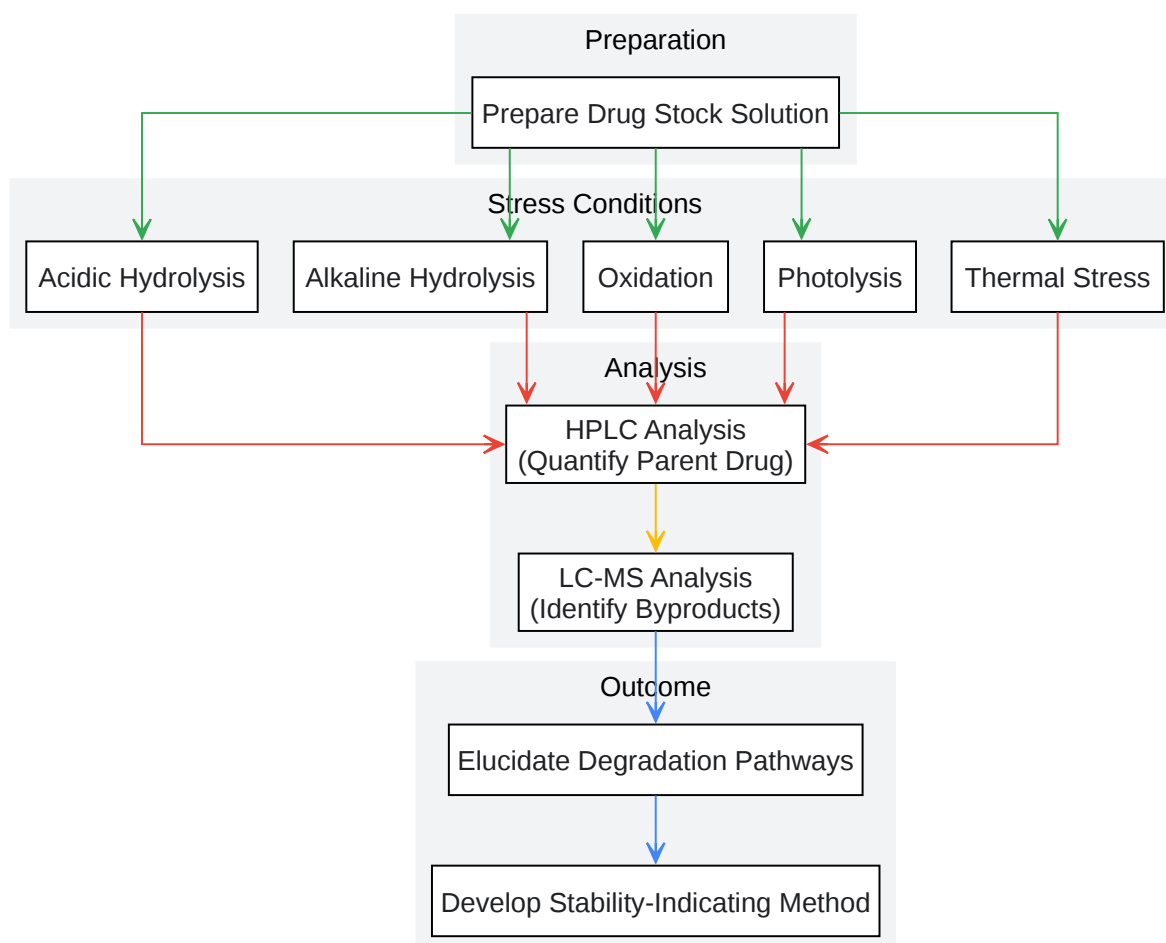 Preparation
Prepare Drug Stock Solution
Stress Conditions
Acidic Hydrolysis
Alkaline Hydrolysis
Oxidation
Photolysis
Thermal Stress
Analysis
HPLC Analysis
(Quantify Parent Drug)
LC-MS Analysis
(Identify Byproducts)
Outcome
Elucidate Degradation Pathways
Develop Stability-Indicating Method